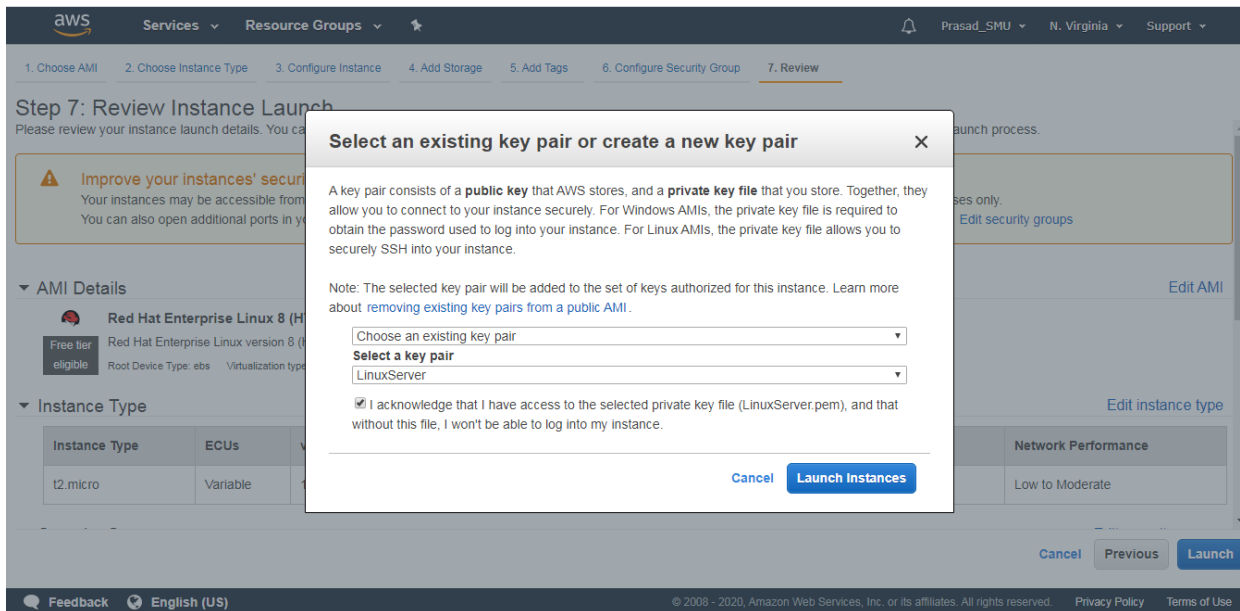 aws Services Resource Groups Prasad_SMU N. Virginia Support
1. Choose AMI 2. Choose Instance Type 3. Configure Instance 4. Add Storage 5. Add Tags 6. Configure Security Group 7. Review
Step 7: Review Instance Launch
Please review your instance launch details. You ca
aunch process.
Improve your instances' securi
Your instances may be accessible from
ses only.
You can also open additional ports in yo
Edit security groups
AMI Details
Edit AMI
Red Hat Enterprise Linux 8 (H
Free tier
eligible
Red Hat Enterprise Linux version 8 (
Root Device Type: ebs Virtualization type
Instance Type
Edit instance type
Instance Type ECUs Network Performance
t2.micro Variable 1 Low to Moderate
Select an existing key pair or create a new key pair
A key pair consists of a public key that AWS stores, and a private key file that you store. Together, they
allow you to connect to your instance securely. For Windows AMIs, the private key file is required to
obtain the password used to log into your instance. For Linux AMIs, the private key file allows you to
securely SSH into your instance.
Note: The selected key pair will be added to the set of keys authorized for this instance. Learn more
about removing existing key pairs from a public AMI.
Choose an existing key pair
Select a key pair
LinuxServer
I acknowledge that I have access to the selected private key file (LinuxServer.pem), and that
without this file, I won't be able to log into my instance.
Cancel Launch Instances
Cancel Previous Launch
Feedback English (US) © 2008 - 2020, Amazon Web Services, Inc. or its affiliates. All rights reserved. Privacy Policy Terms of Use